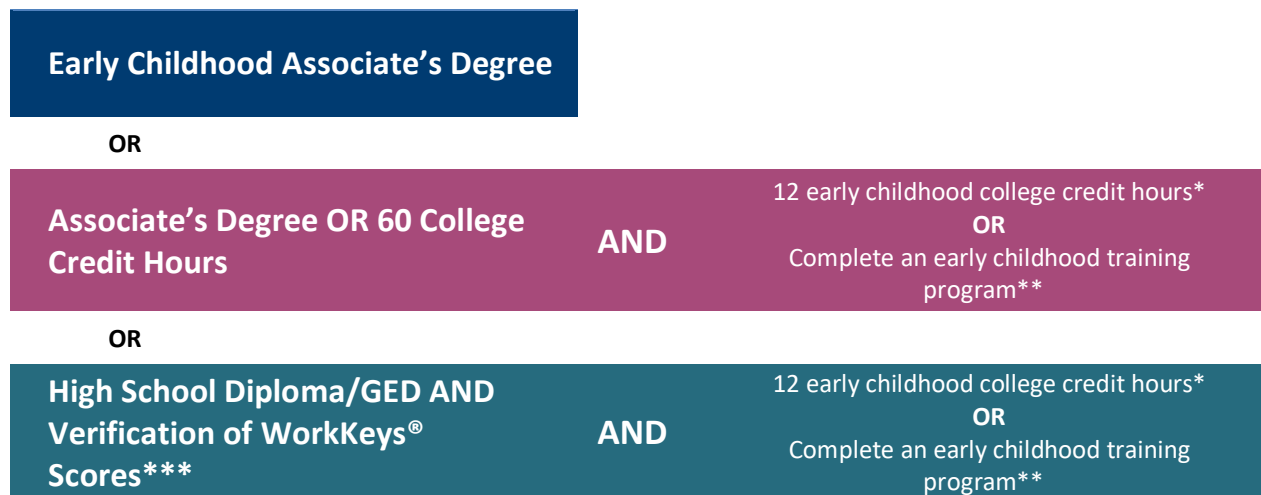 Early Childhood Associate’s Degree
OR
Associate’s Degree OR 60 College
Credit Hours
AND
12 early childhood college credit hours*
OR
Complete an early childhood training
program**
OR
High School Diploma/GED AND
Verification of WorkKeys®
Scores***
AND
12 early childhood college credit hours*
OR
Complete an early childhood training
program**